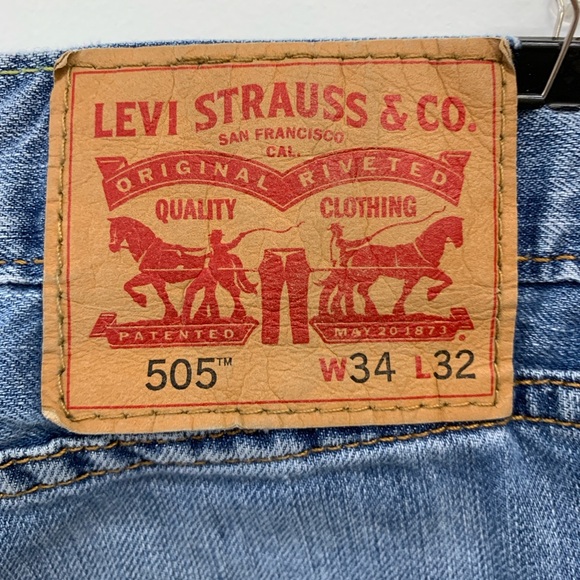 LEVI STRAUSS & CO.
SAN FRANCISCO
CAL.
ORIGINAL RIVETED
QUALITY CLOTHING
PATENTED MAY 20 1873
505™ W34 L32